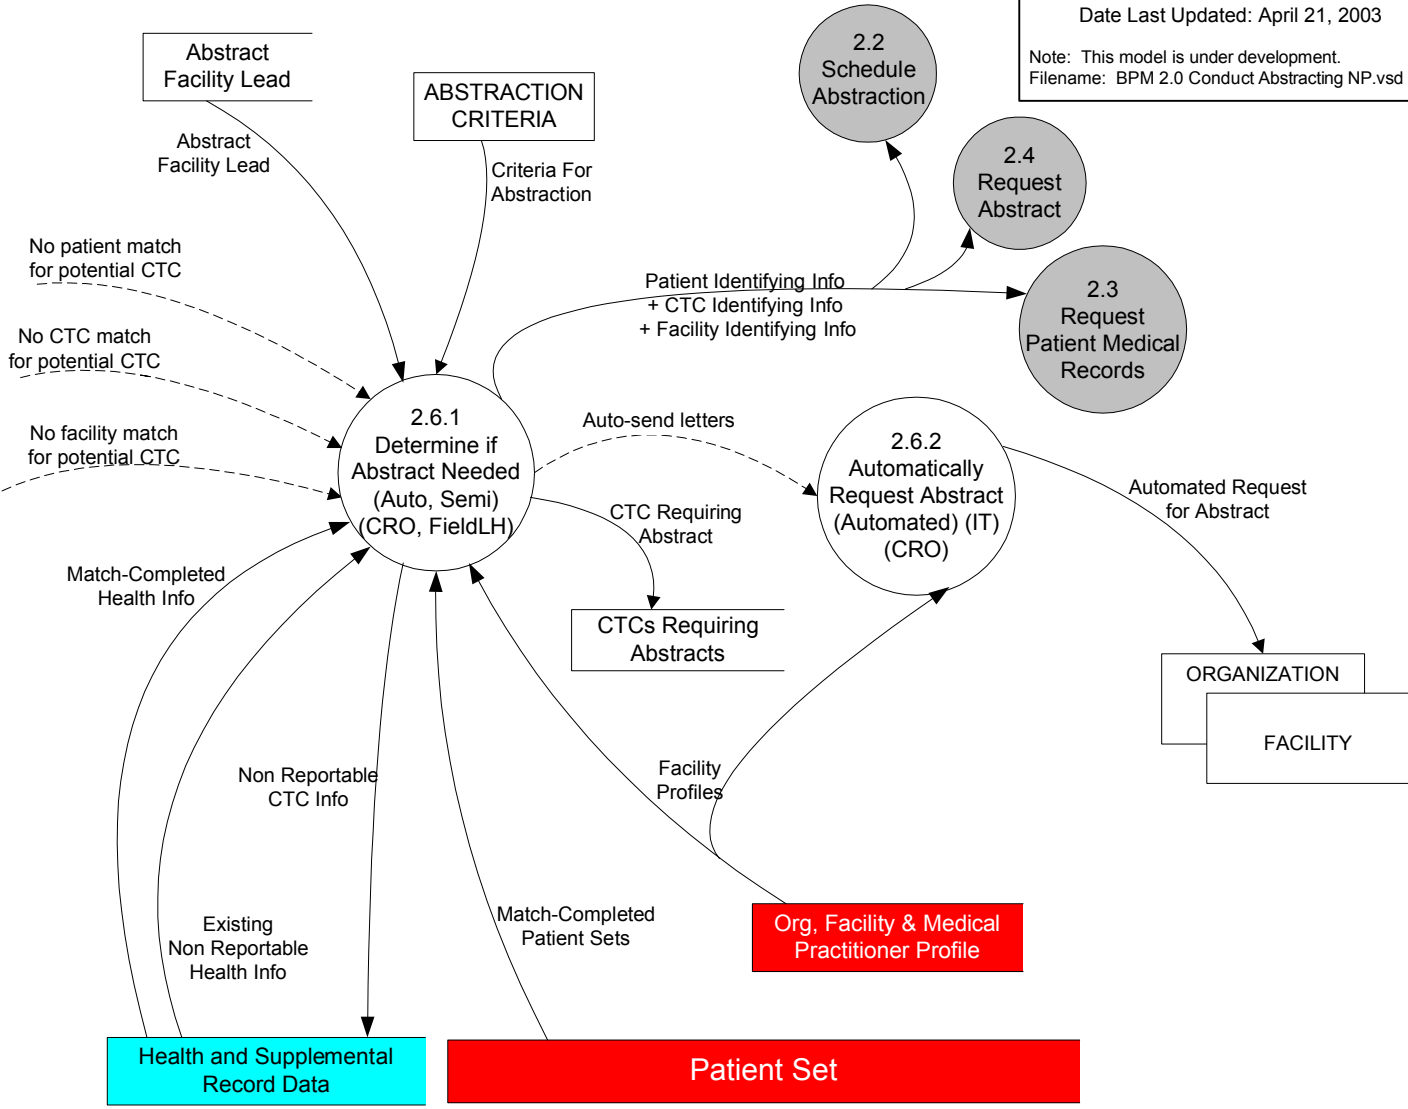 Date Last Updated: April 21, 2003
Note: This model is under development.
Filename: BPM 2.0 Conduct Abstracting NP.vsd
Abstract
Facility Lead
ABSTRACTION
CRITERIA
2.2
Schedule
Abstraction
Abstract
Facility Lead
Criteria For
Abstraction
2.4
Request
Abstract
No patient match
for potential CTC
Patient Identifying Info
+ CTC Identifying Info
+ Facility Identifying Info
2.3
Request
Patient Medical
Records
No CTC match
for potential CTC
No facility match
for potential CTC
2.6.1
Determine if
Abstract Needed
(Auto, Semi)
(CRO, FieldLH)
Auto-send letters
2.6.2
Automatically
Request Abstract
(Automated) (IT)
(CRO)
Automated Request
for Abstract
CTC Requiring
Abstract
Match-Completed
Health Info
CTCs Requiring
Abstracts
ORGANIZATION
FACILITY
Non Reportable
CTC Info
Facility
Profiles
Existing
Non Reportable
Health Info
Match-Completed
Patient Sets
Org, Facility & Medical
Practitioner Profile
Health and Supplemental
Record Data
Patient Set